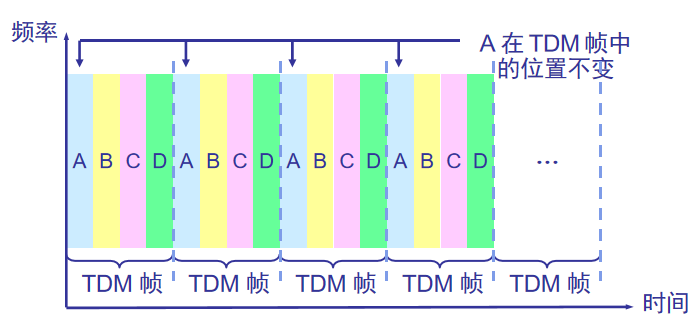 频率
A 在 TDM 帧中
的位置不变
A B C D A B C D A B C D A B C D …
TDM 帧 TDM 帧 TDM 帧 TDM 帧 TDM 帧
时间